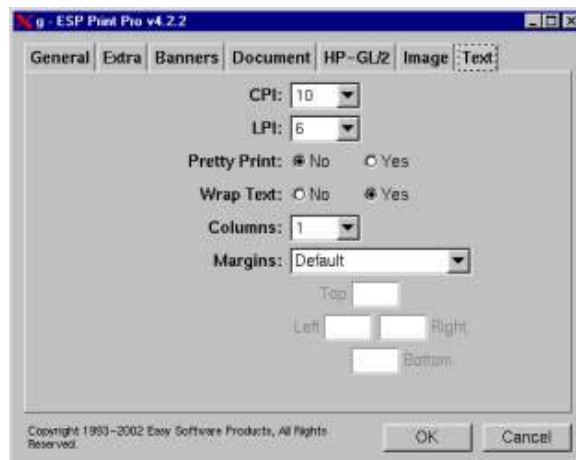 g - ESP Print Pro v4.2.2
General Extra Banners Document HP-GL/2 Image Text
CPI: 10
LPI: 6
Pretty Print: No Yes
Wrap Text: No Yes
Columns: 1
Margins: Default
Top
Left Right
Bottom
Copyright 1993-2002 Easy Software Products, All Rights
Reserved.
OK Cancel